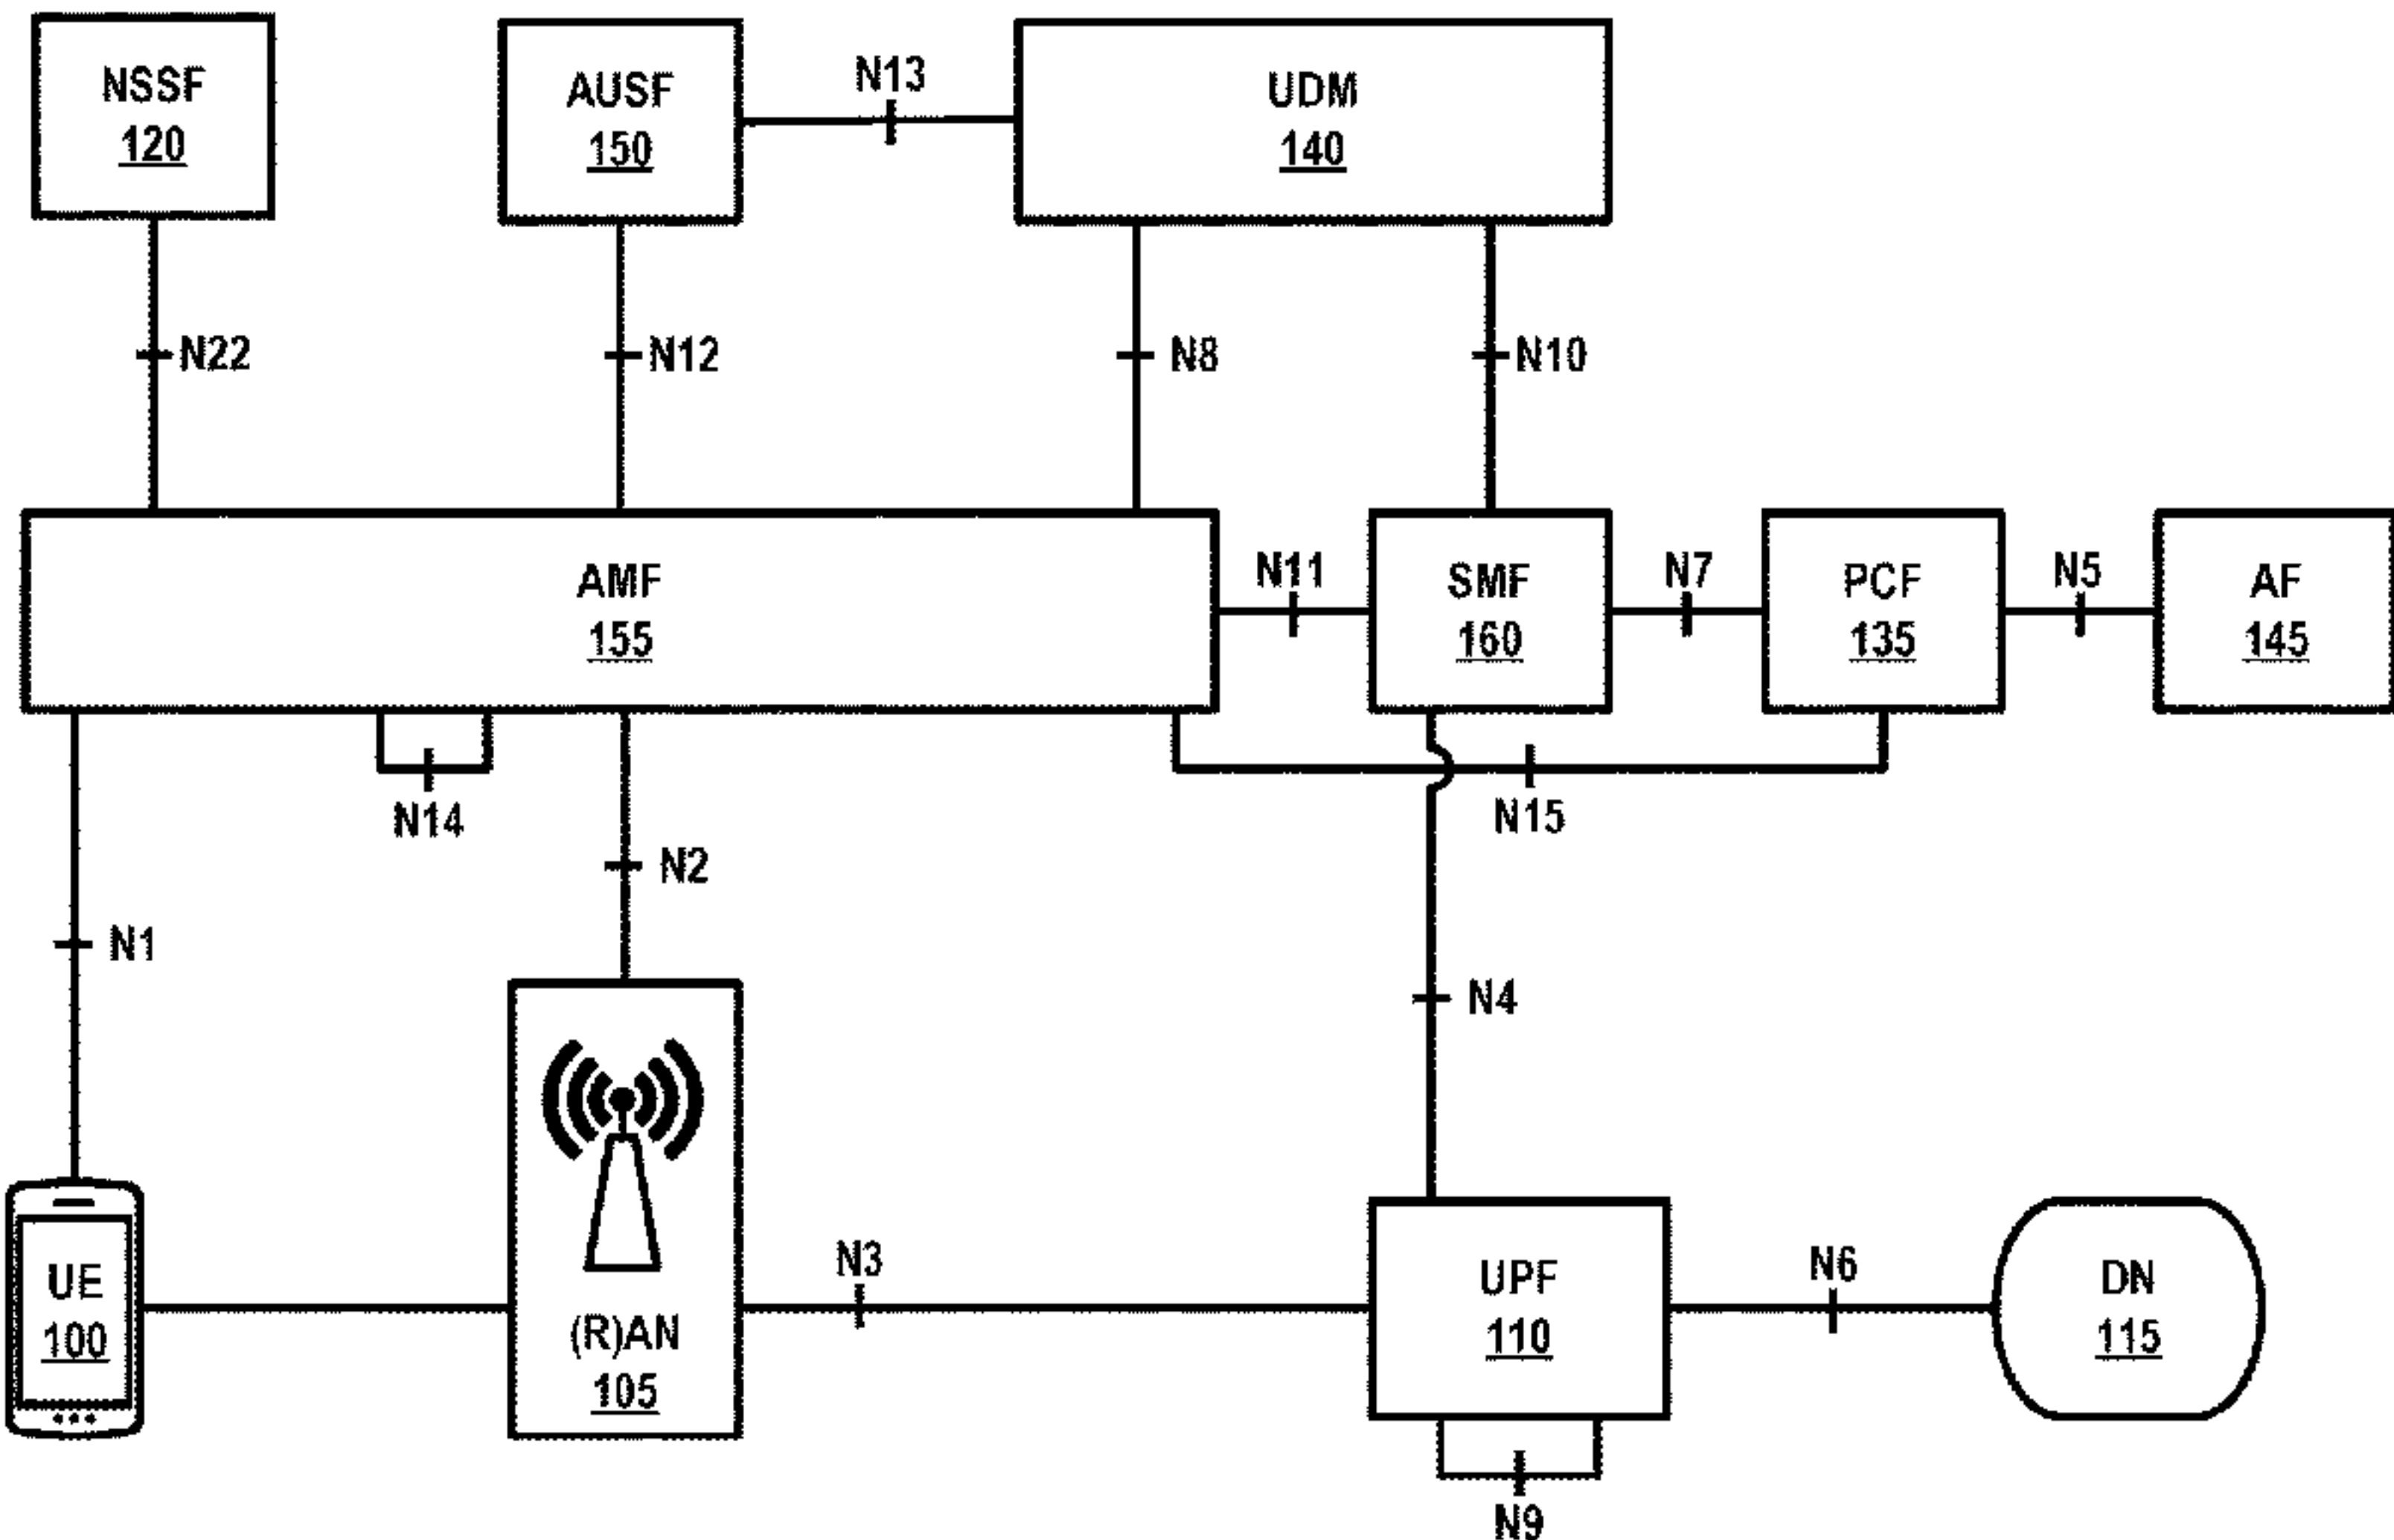 NSSF
120
AUSF
150
N13
UDM
140
N22
N12
N8
N10
AMF
155
N11
SMF
160
N7
PCF
135
N5
AF
145
N14
N15
N2
N1
N4
UE
100
(R)AN
105
N3
UPF
110
N6
DN
115
N9